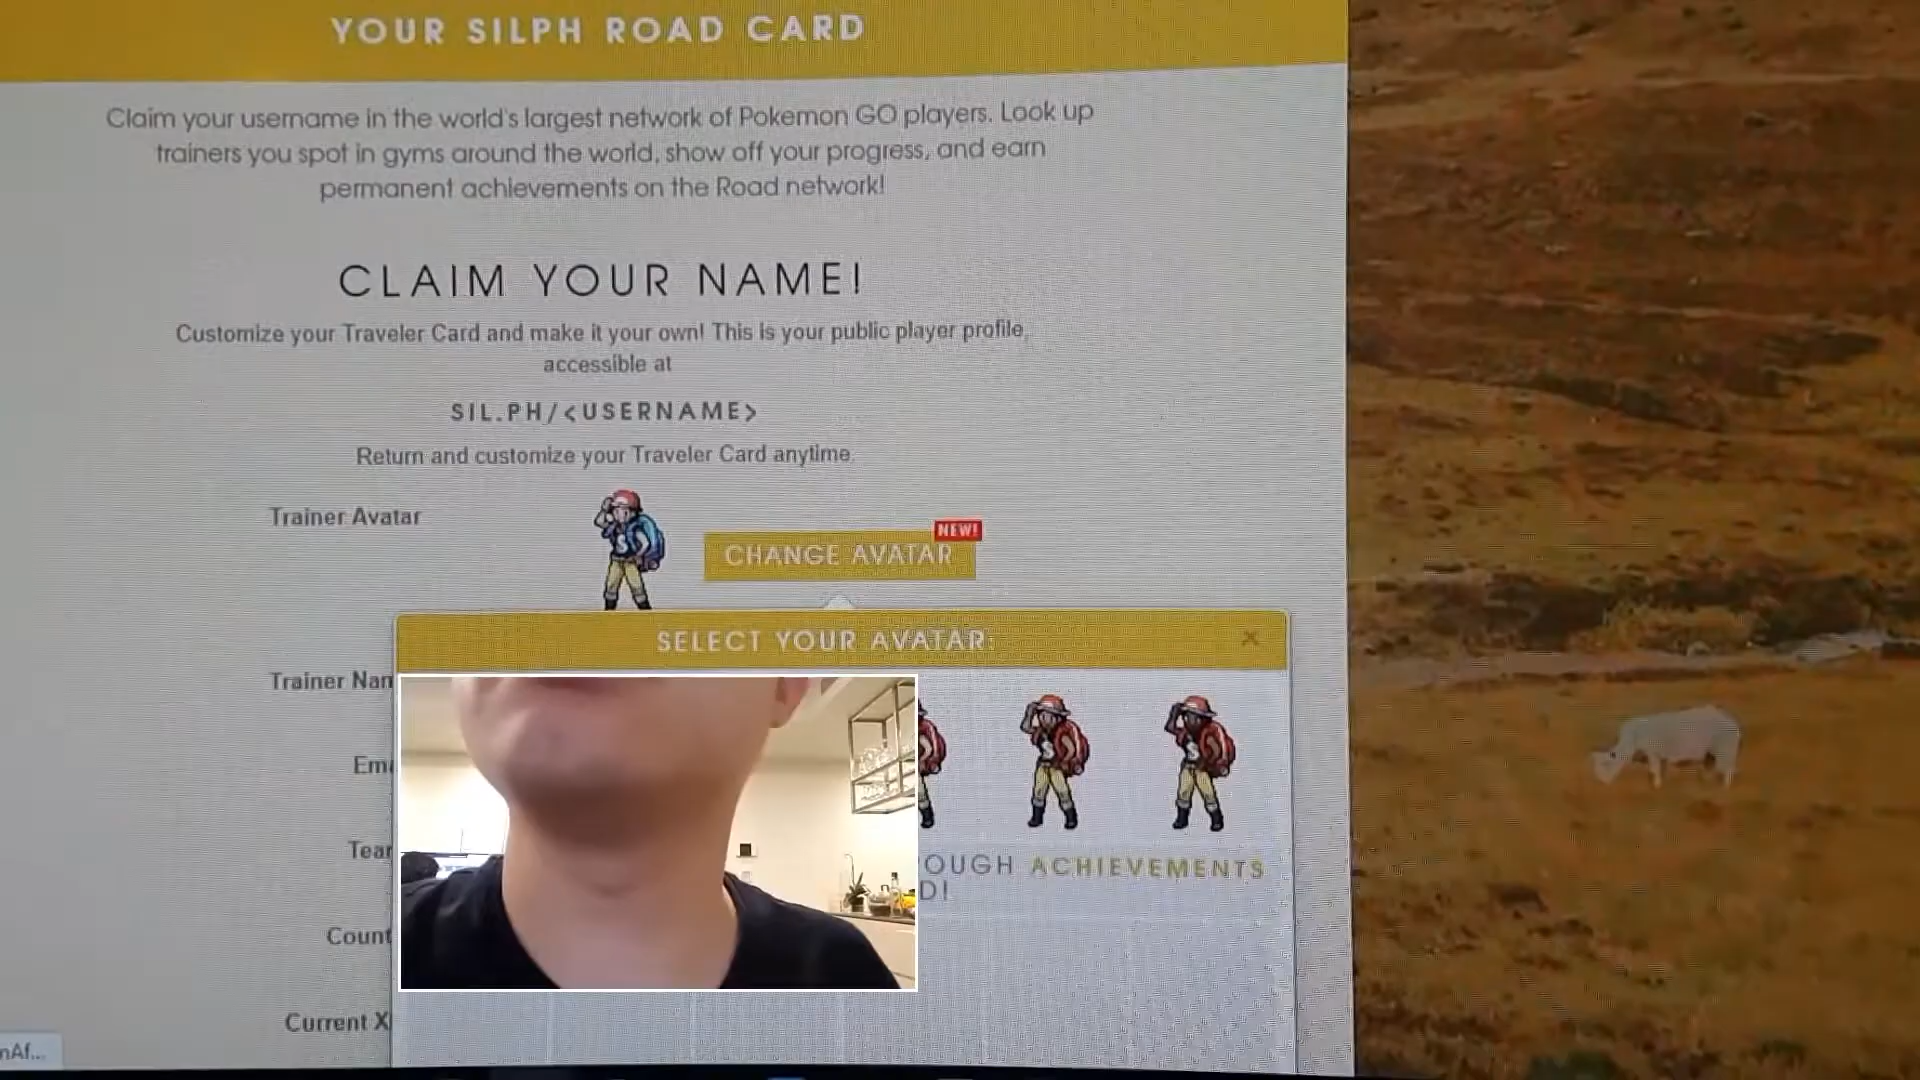 YOUR SILPH ROAD CARD
Claim your username in the world's largest network of Pokemon GO players. Look up
trainers you spot in gyms around the world, show off your progress, and earn
permanent achievements on the Road network!
CLAIM YOUR NAME!
Customize your Traveler Card and make it your own! This is your public player profile,
accessible at
SIL.PH/<USERNAME>
Return and customize your Traveler Card anytime.
Trainer Avatar
NEW!
CHANGE AVATAR
SELECT YOUR AVATAR:
×
Trainer Nam
Ema
Tear
OUGH ACHIEVEMENTS
D!
Count
Current X
nAf...